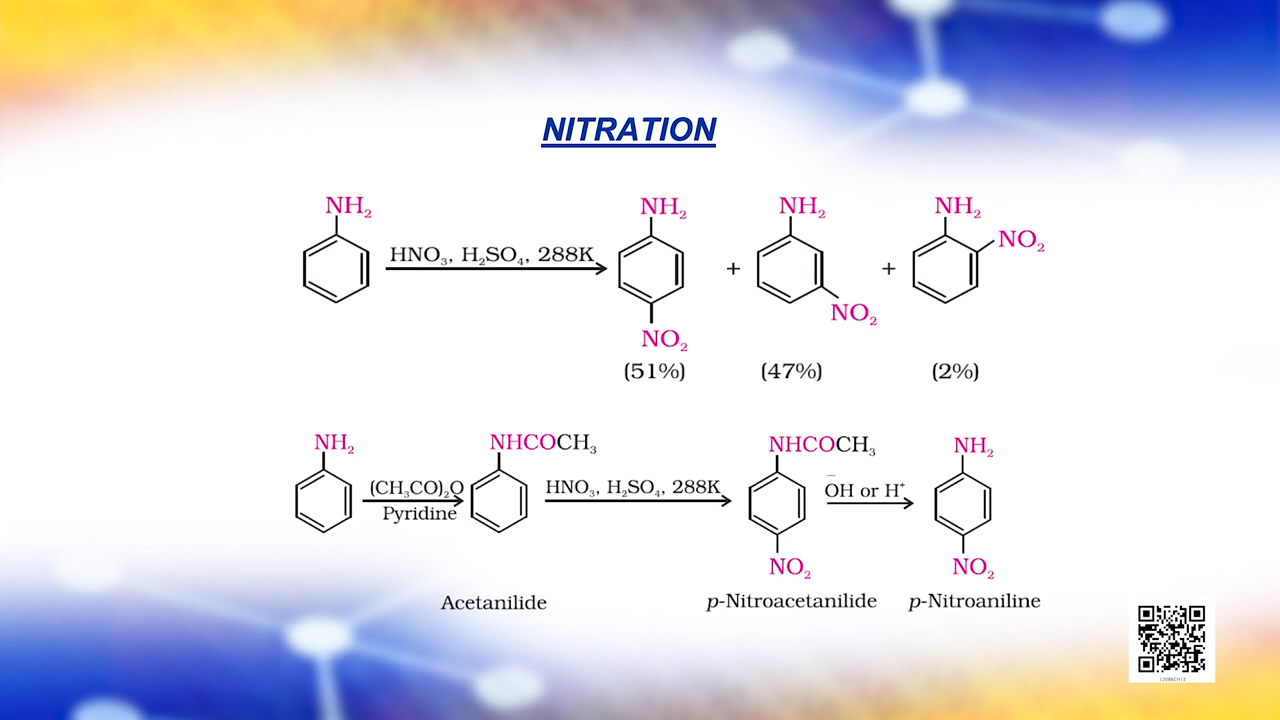 NITRATION
NH₂
HNO₃, H₂SO₄, 288K
NH₂
NO₂
(51%)
+
NH₂
NO₂
(47%)
+
NH₂
NO₂
(2%)
NH₂
(CH₃CO)₂O
Pyridine
NHCOCH₃
Acetanilide
HNO₃, H₂SO₄, 288K
NHCOCH₃
NO₂
p-Nitroacetanilide
⁻OH or H⁺
NH₂
NO₂
p-Nitroaniline